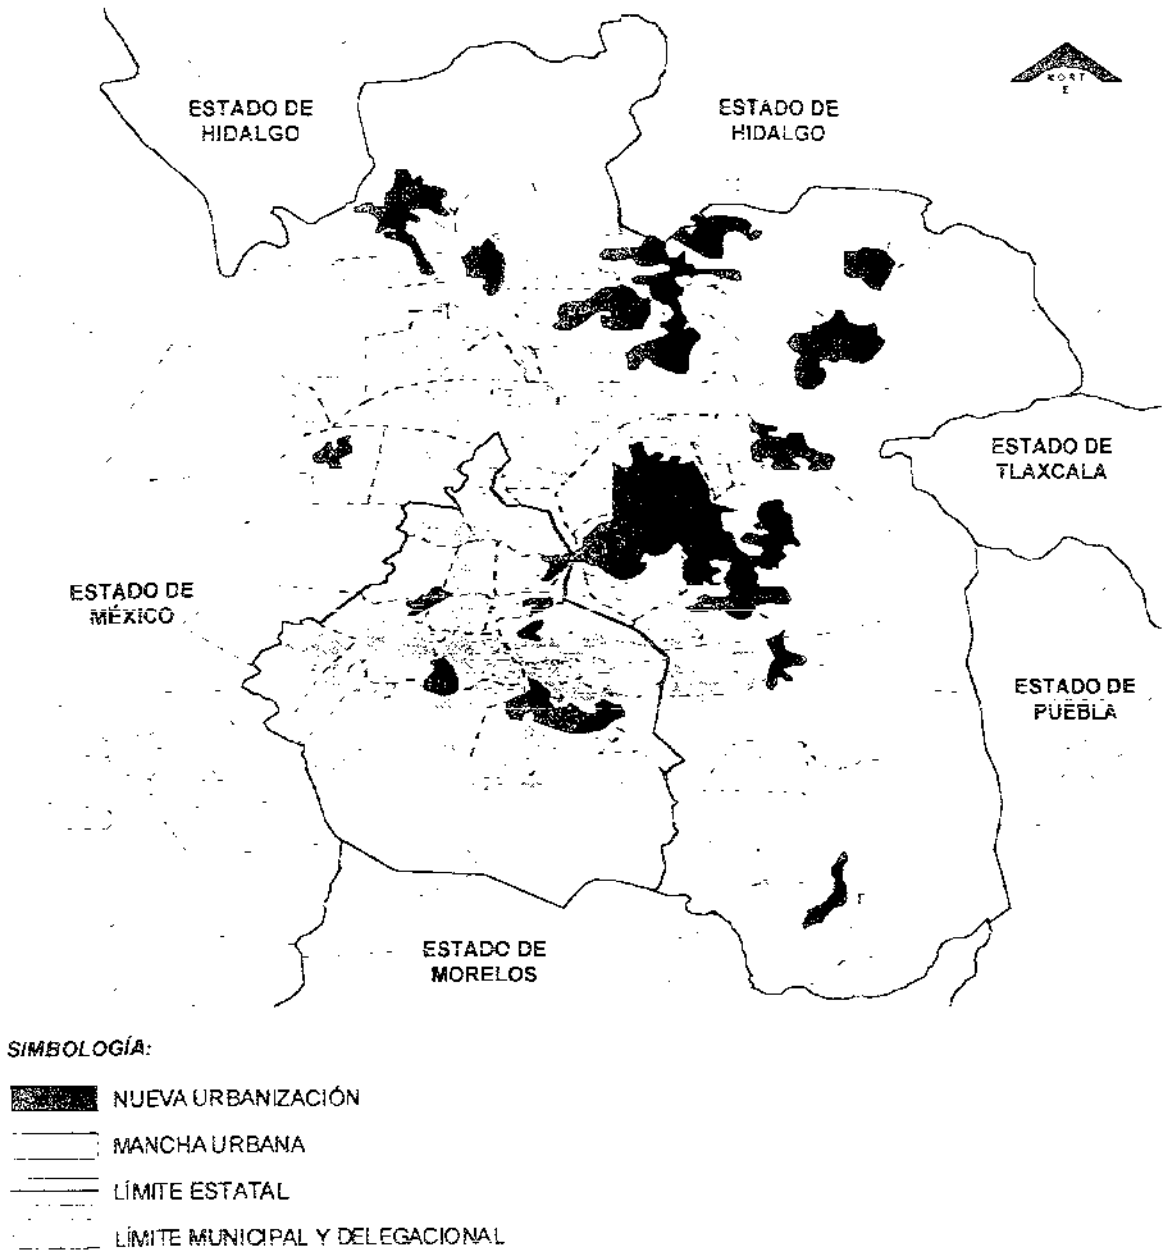 NORT
E
ESTADO DE
HIDALGO
ESTADO DE
HIDALGO
ESTADO DE
TLAXCALA
ESTADO DE
MÉXICO
ESTADO DE
PUEBLA
ESTADO DE
MORELOS
SIMBOLOGÍA:
NUEVA URBANIZACIÓN
MANCHA URBANA
LÍMITE ESTATAL
LÍMITE MUNICIPAL Y DELEGACIONAL